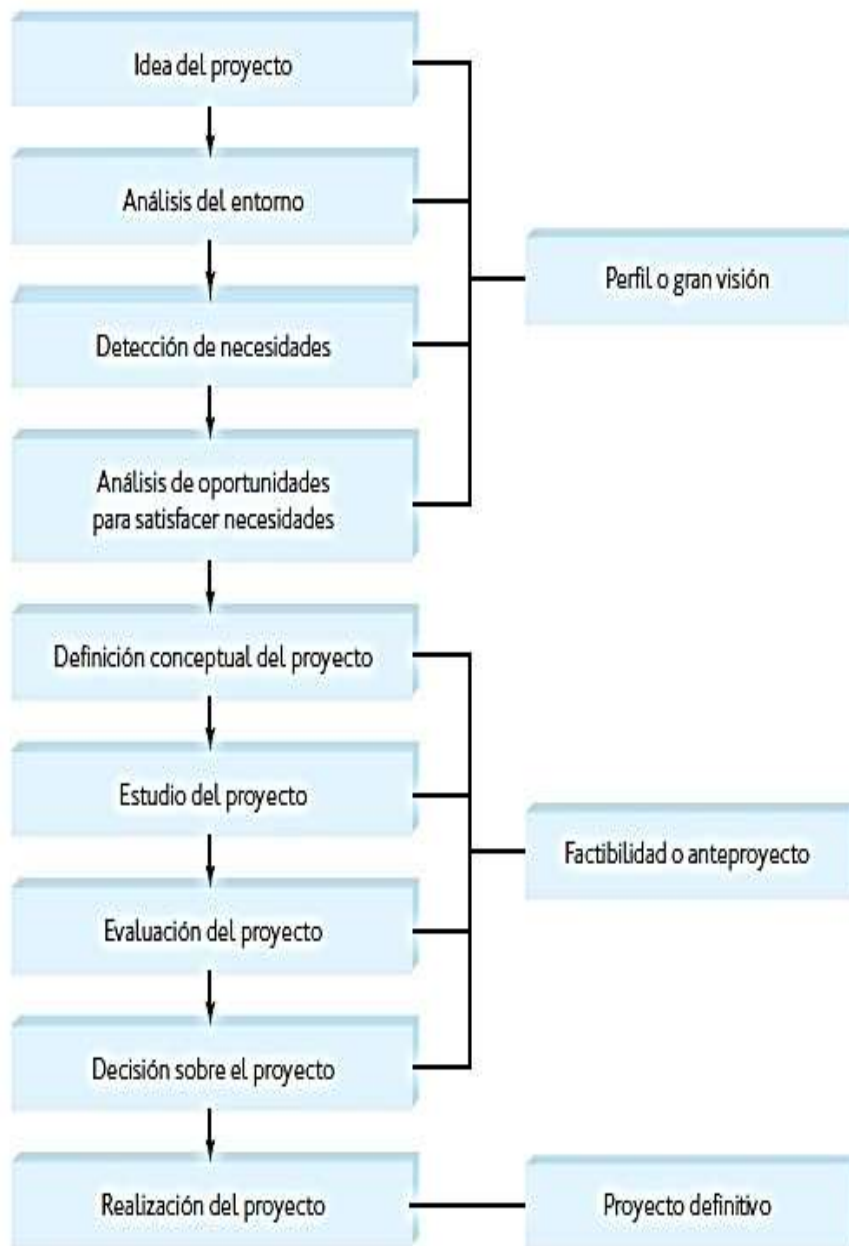 Idea del proyecto
Análisis del entorno
Detección de necesidades
Análisis de oportunidades
para satisfacer necesidades
Perfil o gran visión
Definición conceptual del proyecto
Estudio del proyecto
Evaluación del proyecto
Decisión sobre el proyecto
Factibilidad o anteproyecto
Realización del proyecto
Proyecto definitivo